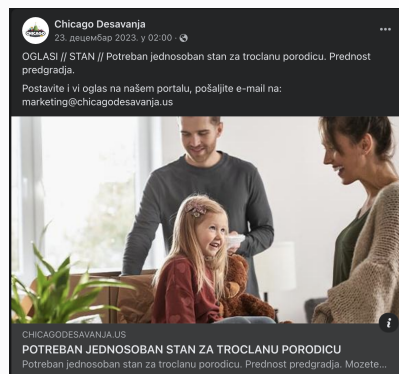 Chicago Desavanja
23. децембар 2023. у 02:00 ·
OGLASI // STAN // Potreban jednosoban stan za troclanu porodicu. Prednost
predgradja.
Postavite i vi oglas na našem portalu, pošaljite e-mail na:
marketing@chicagodesavanja.us
CHICAGODESAVANJA.US
POTREBAN JEDNOSOBAN STAN ZA TROCLANU PORODICU
Potreban jednosoban stan za troclanu porodicu. Prednost predgradja. Mozete...